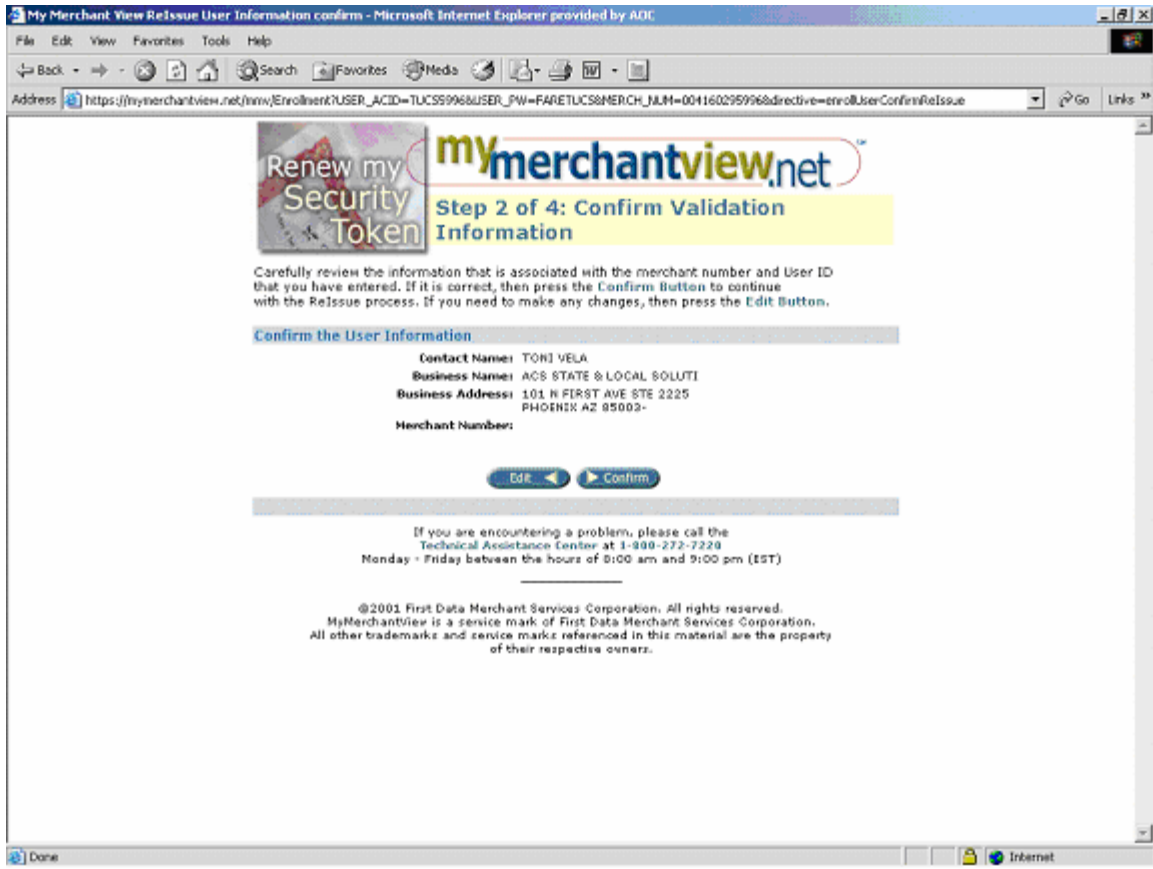 My Merchant View ReIssue User Information confirm - Microsoft Internet Explorer provided by AOC
File Edit View Favorites Tools Help
Back Search Favorites Media
Address https://mymerchantview.net/mmv/Enrollment?USER_ACID=TUCS5996&USER_PW=FARETUCS&MERCH_NUM=004160295996&directive=enrollUserConfirmReIssue Go Links »
Renew my Security Token
mymerchantview.net
Step 2 of 4: Confirm Validation
Information
Carefully review the information that is associated with the merchant number and User ID
that you have entered. If it is correct, then press the Confirm Button to continue
with the ReIssue process. If you need to make any changes, then press the Edit Button.
Confirm the User Information
Contact Name: TONI VELA
Business Name: ACS STATE & LOCAL SOLUTI
Business Address: 101 N FIRST AVE STE 2225
PHOENIX AZ 85003-
Merchant Number:
Edit Confirm
If you are encountering a problem, please call the
Technical Assistance Center at 1-800-272-7220
Monday - Friday between the hours of 8:00 am and 9:00 pm (EST)
©2001 First Data Merchant Services Corporation. All rights reserved.
MyMerchantView is a service mark of First Data Merchant Services Corporation.
All other trademarks and service marks referenced in this material are the property
of their respective owners.
Done Internet